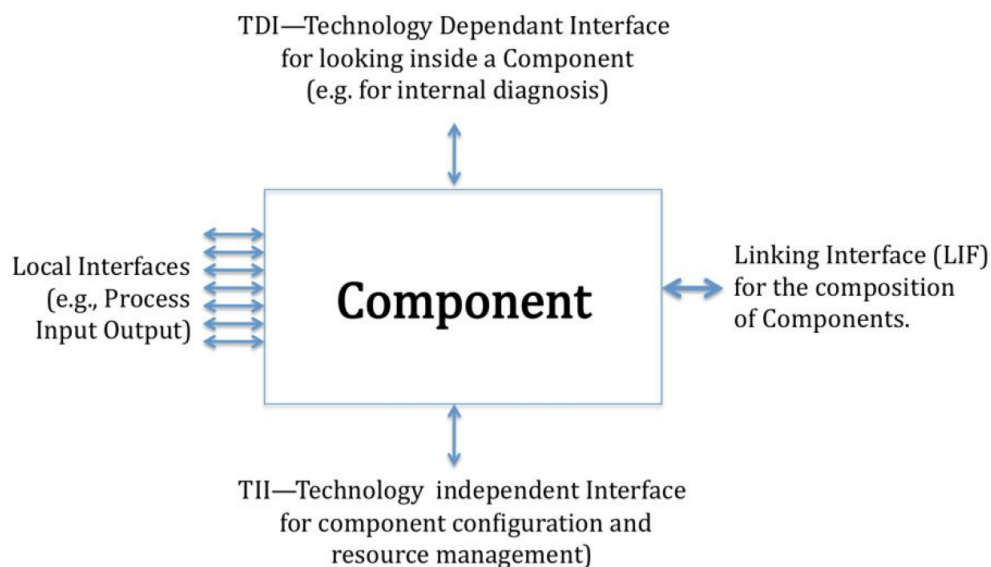 TDI—Technology Dependant Interface
for looking inside a Component
(e.g. for internal diagnosis)
Local Interfaces
(e.g., Process
Input Output)
Component
Linking Interface (LIF)
for the composition
of Components.
TII—Technology independent Interface
for component configuration and
resource management)